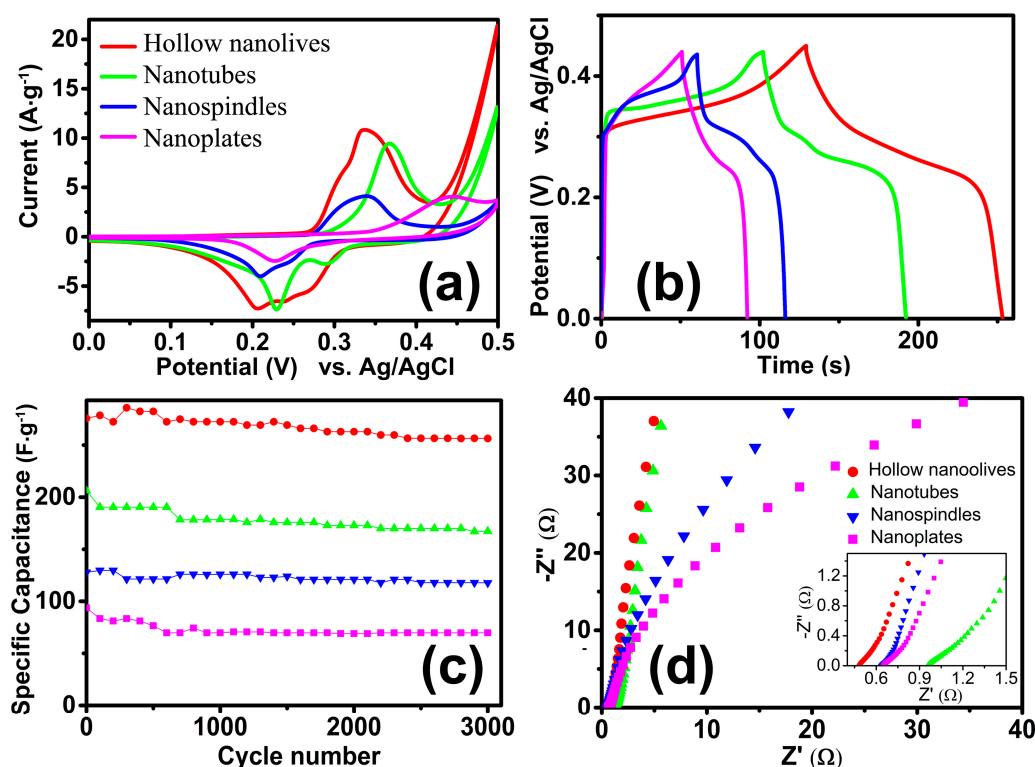 20
15
10
5
0
-5
Current (A·g⁻¹)
Hollow nanolives
Nanotubes
Nanospindles
Nanoplates
(a)
0.0 0.1 0.2 0.3 0.4 0.5
Potential (V) vs. Ag/AgCl
0.4
0.2
0.0
Potential (V) vs. Ag/AgCl
(b)
0 100 200
Time (s)
200
100
0
Specific Capacitance (F·g⁻¹)
(c)
0 1000 2000 3000
Cycle number
40
30
20
10
0
-Z'' (Ω)
Hollow nanoolives
Nanotubes
Nanospindles
Nanoplates
1.2
0.8
0.4
0.0
-Z'' (Ω)
0.6 0.9 1.2 1.5
Z' (Ω)
(d)
0 10 20 30 40
Z' (Ω)